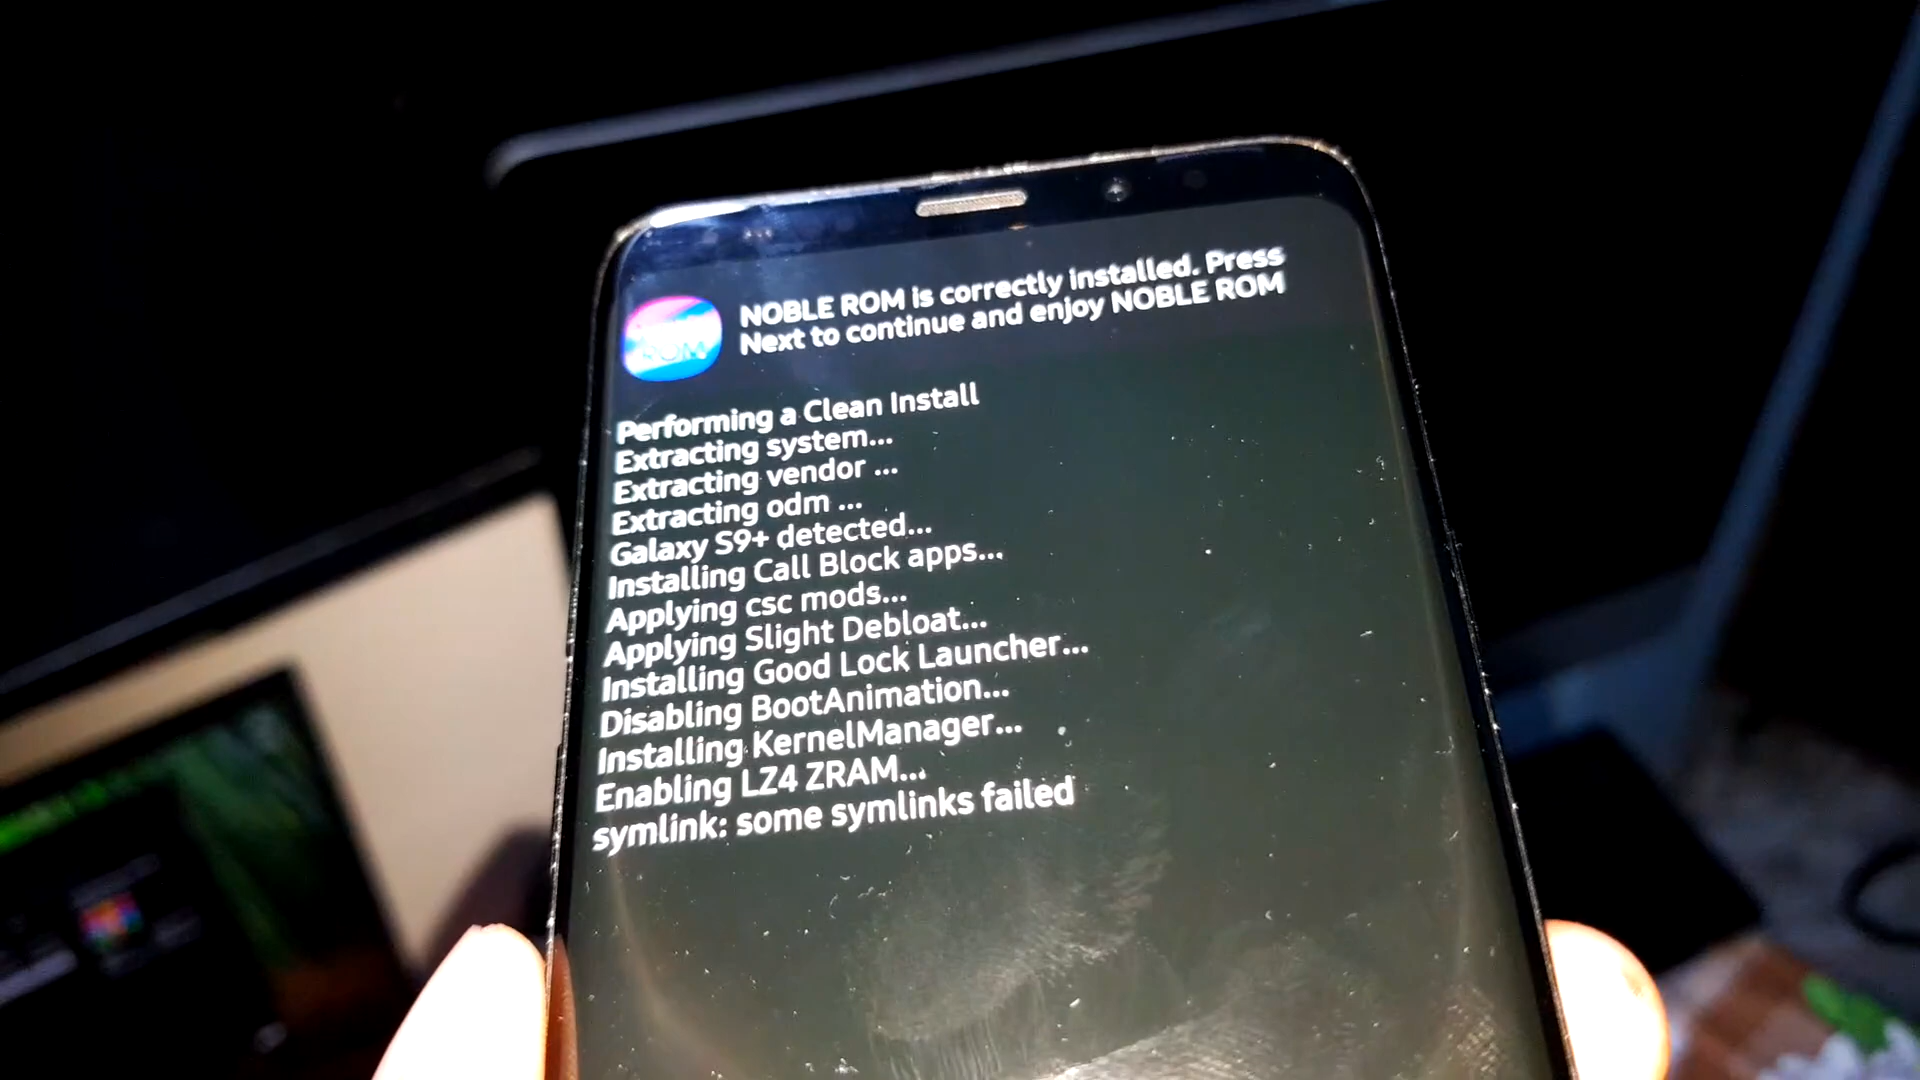 NOBLE ROM is correctly installed. Press
Next to continue and enjoy NOBLE ROM
Performing a Clean Install
Extracting system...
Extracting vendor ...
Extracting odm ...
Galaxy S9+ detected...
Installing Call Block apps...
Applying csc mods...
Applying Slight Debloat...
Installing Good Lock Launcher...
Disabling BootAnimation...
Installing KernelManager...
Enabling LZ4 ZRAM...
symlink: some symlinks failed